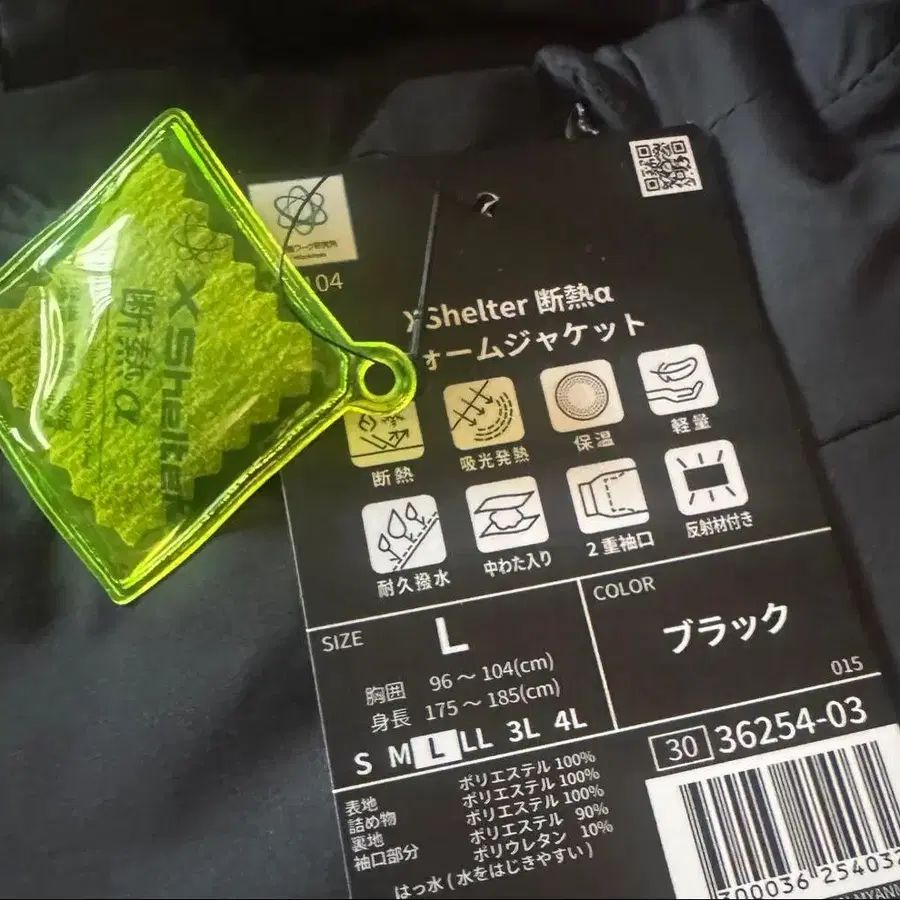 XShelter
断熱α
104
XShelter 断熱α
ォームジャケット
断熱
吸光発熱
保温
軽量
耐久撥水
中わた入り
2重袖口
反射材付き
SIZE
L
胸囲 96～104(cm)
身長 175～185(cm)
S M L LL 3L 4L
COLOR
ブラック
015
30 36254-03
表地 ポリエステル 100%
詰め物 ポリエステル 100%
裏地 ポリエステル 100%
袖口部分 ポリエステル 90%
ポリウレタン 10%
はっ水(水をはじきやすい)
300036 254032